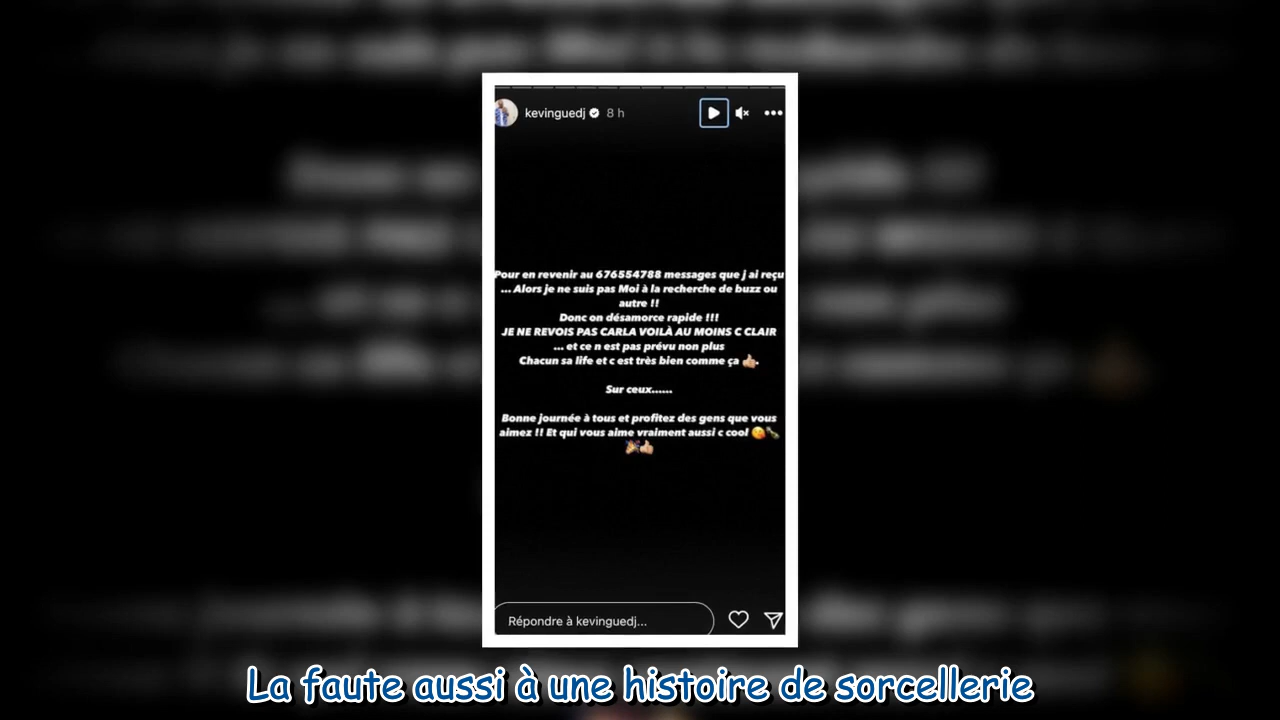 kevinguedj 8 h
Pour en revenir au 676554788 messages que j ai reçu
... Alors je ne suis pas Moi à la recherche de buzz ou
autre !!
Donc on désamorce rapide !!!
JE NE REVOIS PAS CARLA VOILÀ AU MOINS C CLAIR
... et ce n est pas prévu non plus
Chacun sa life et c est très bien comme ça 👍🏼
Sur ceux......
Bonne journée à tous et profitez des gens que vous
aimez !! Et qui vous aime vraiment aussi c cool 😘🍾
🎉👍🏼
Répondre à kevinguedj...
La faute aussi à une histoire de sorcellerie